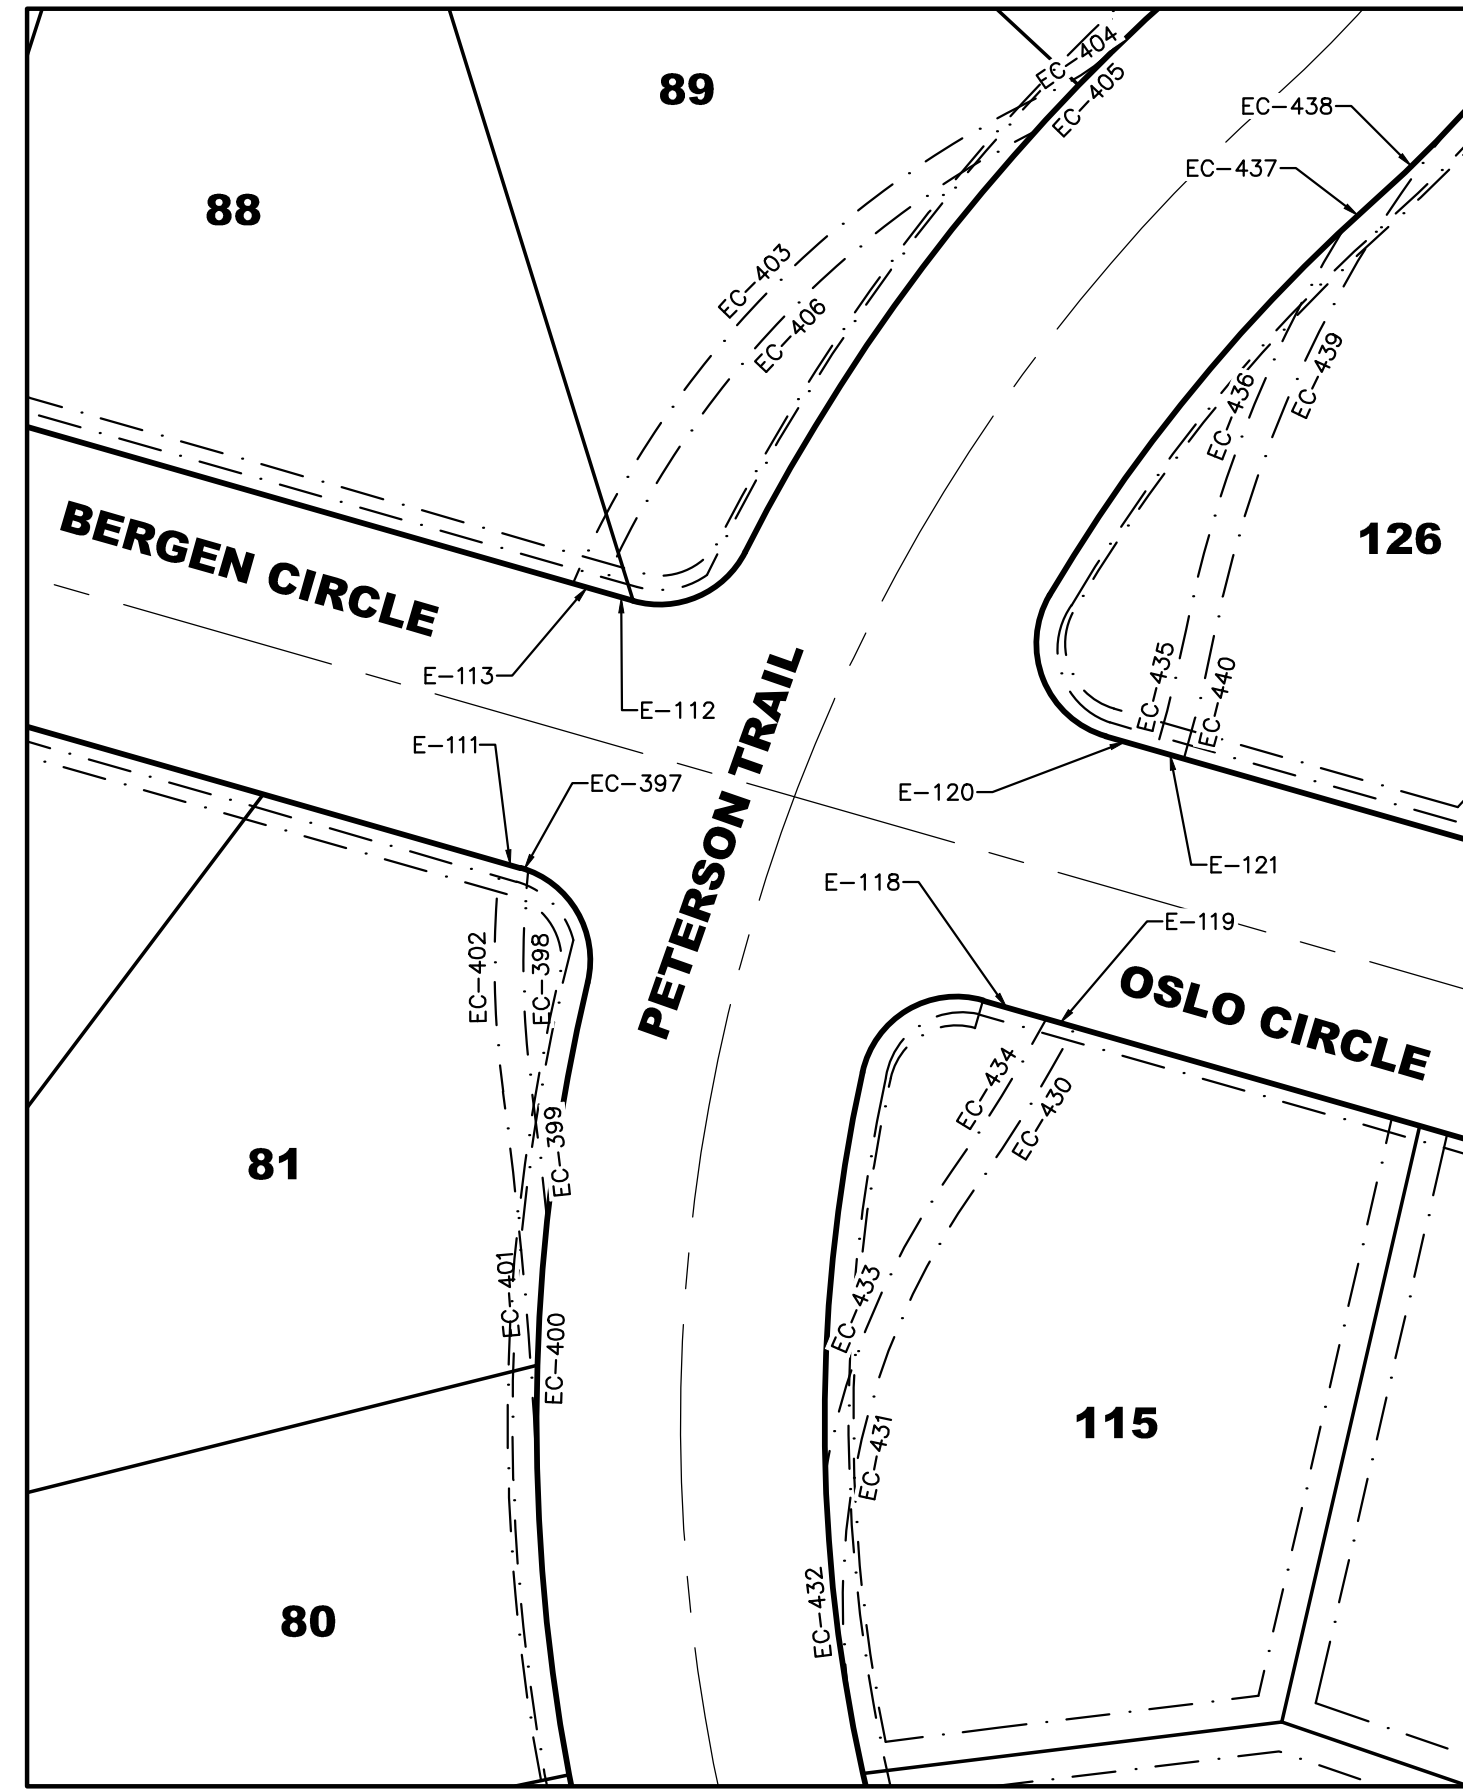 89
EC-404
EC-405
EC-438
EC-437
88
EC-403
EC-406
EC-439
EC-436
126
BERGEN CIRCLE
E-113
E-112
PETERSON TRAIL
EC-435
EC-440
E-111
EC-397
E-120
E-121
E-118
E-119
EC-402
EC-398
OSLO CIRCLE
EC-434
EC-430
81
EC-399
EC-401
EC-433
EC-400
115
EC-431
80
EC-432